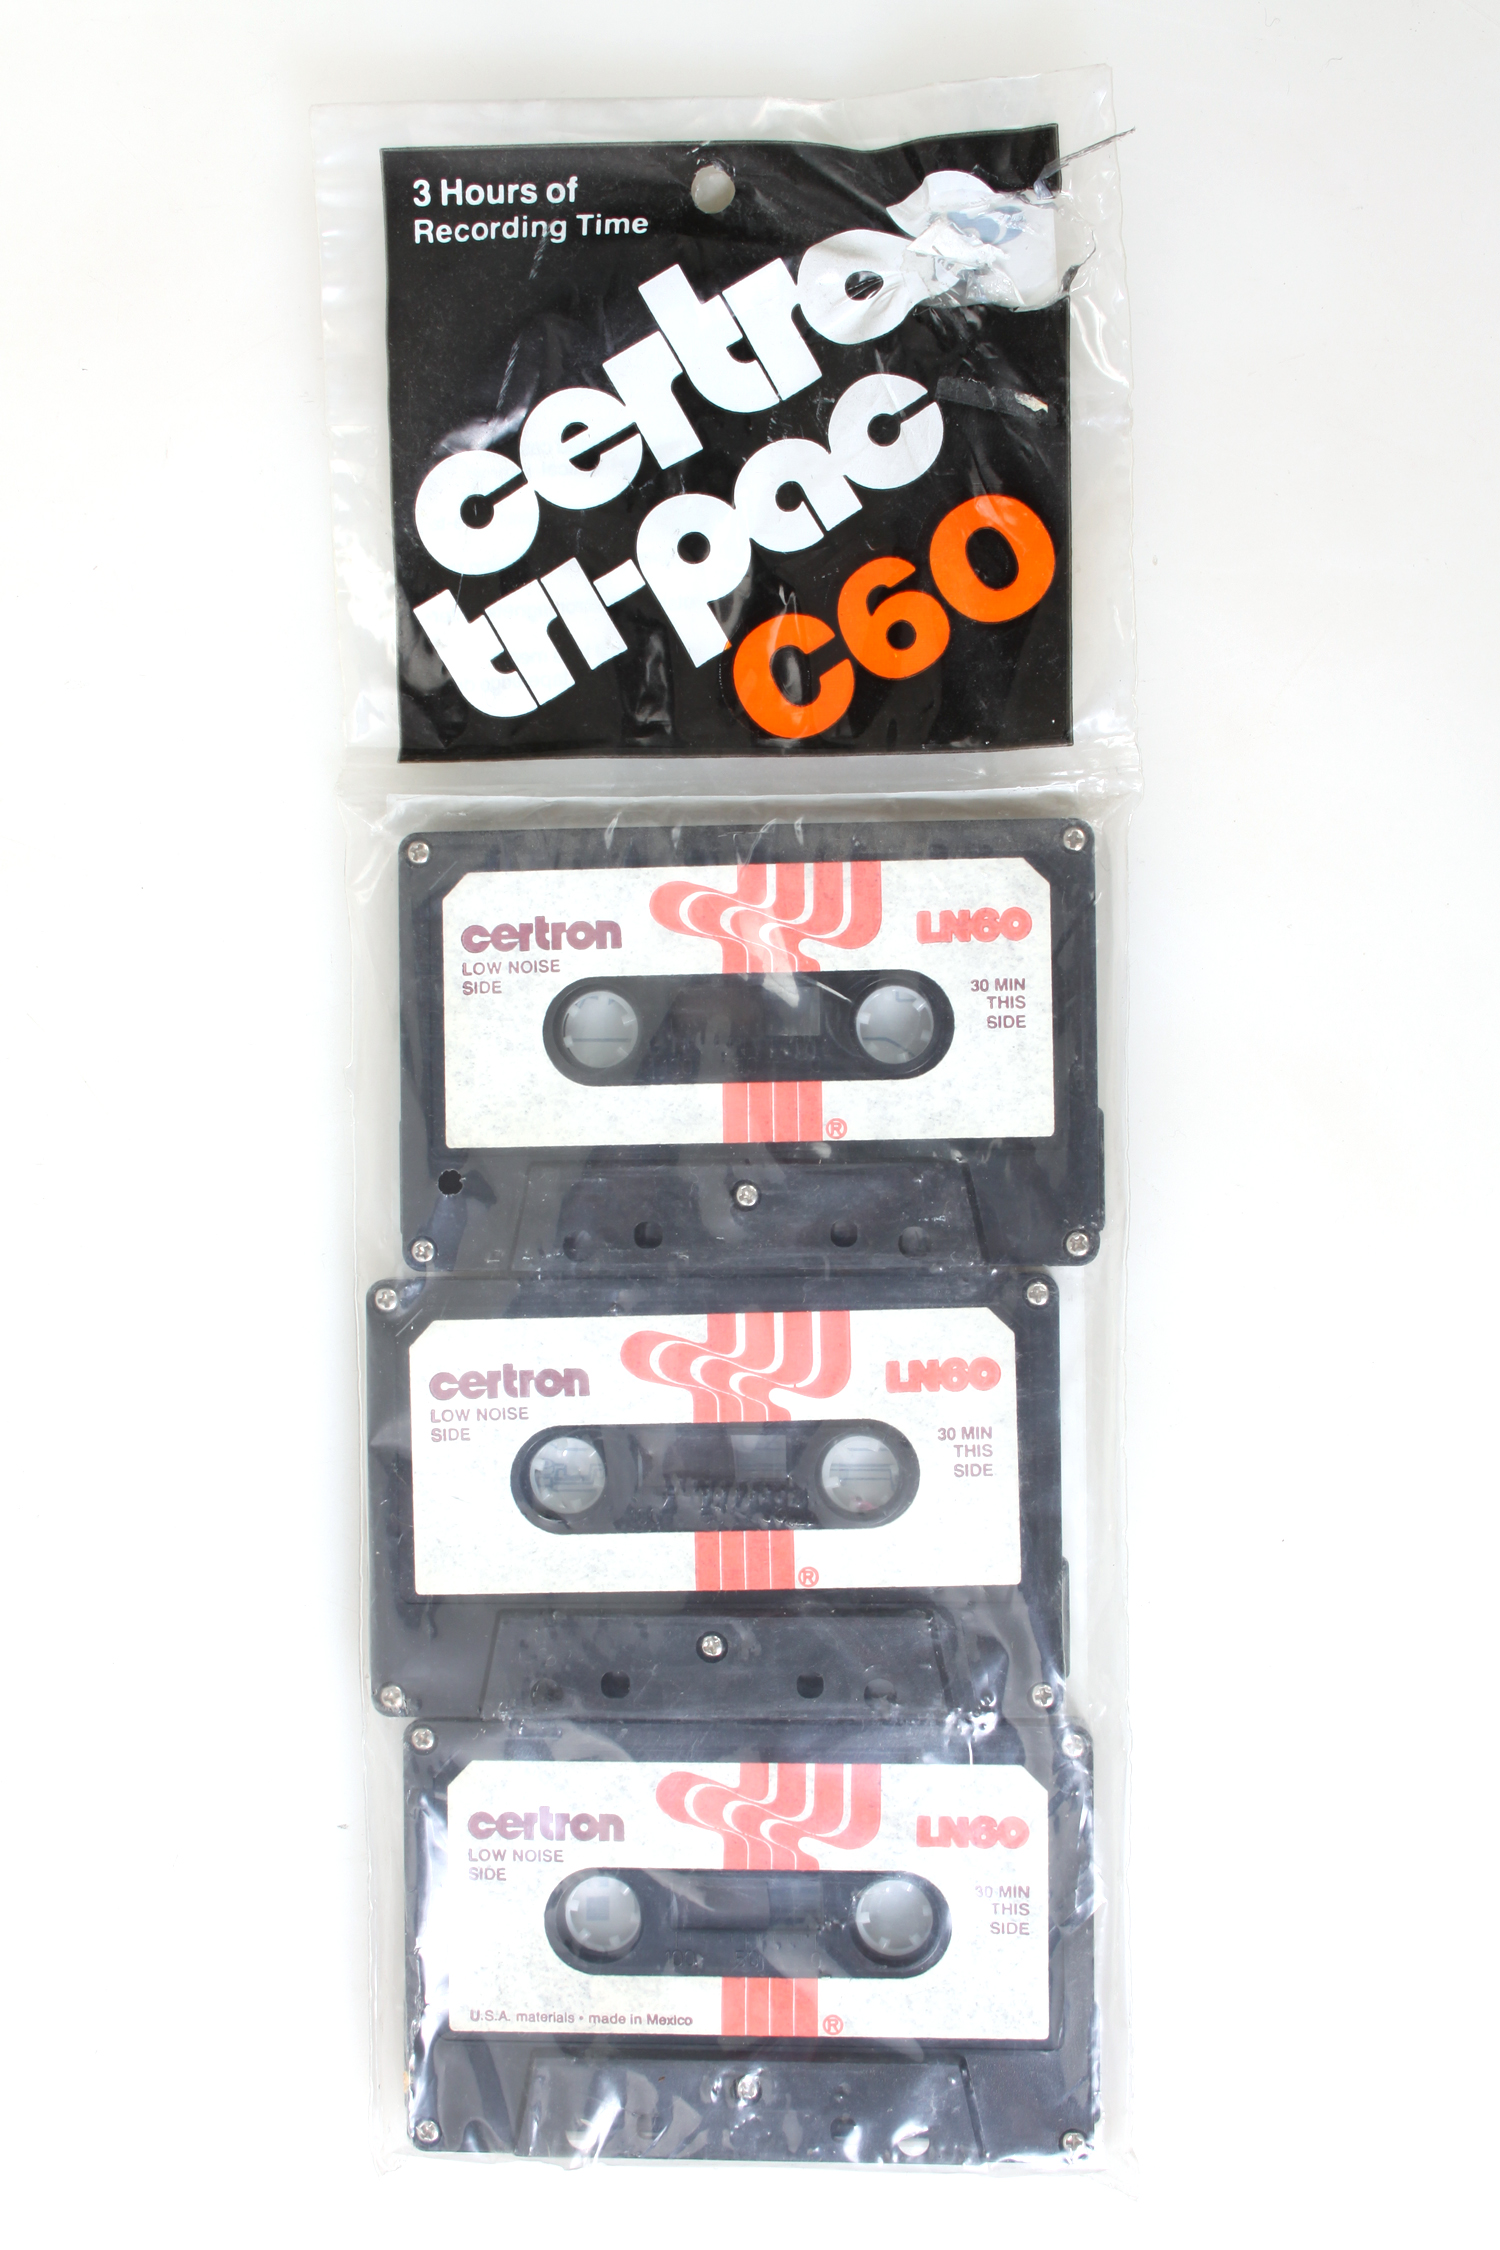 3 Hours of
Recording Time
certron
tri-pac
C60
certron
LN60
LOW NOISE
SIDE
30 MIN
THIS
SIDE
®
certron
LN60
LOW NOISE
SIDE
30 MIN
THIS
SIDE
®
certron
LN60
LOW NOISE
SIDE
30 MIN
THIS
SIDE
U.S.A. materials • made in Mexico
®